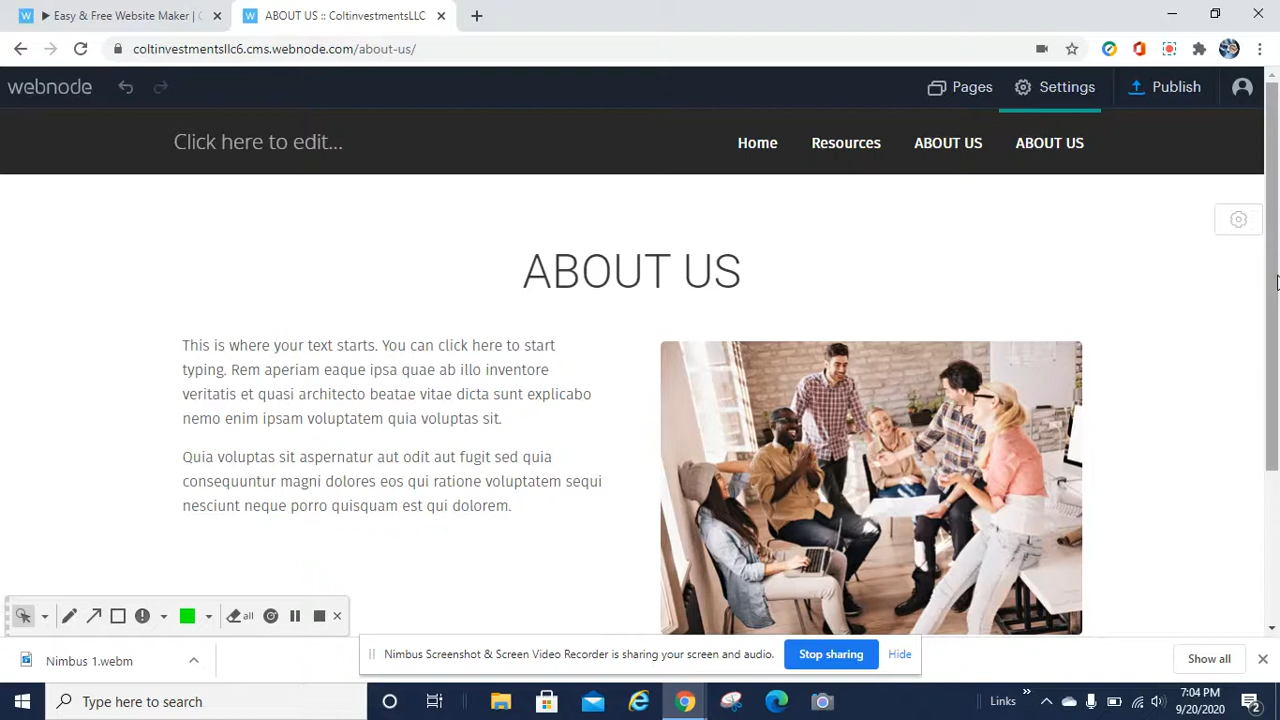 ▶ Easy & Free Website Maker | C
ABOUT US :: ColtinvestmentsLLC
coltinvestmentsllc6.cms.webnode.com/about-us/
webnode
Pages
Settings
Publish
Click here to edit...
Home
Resources
ABOUT US
ABOUT US
ABOUT US
This is where your text starts. You can click here to start
typing. Rem aperiam eaque ipsa quae ab illo inventore
veritatis et quasi architecto beatae vitae dicta sunt explicabo
nemo enim ipsam voluptatem quia voluptas sit.
Quia voluptas sit aspernatur aut odit aut fugit sed quia
consequuntur magni dolores eos qui ratione voluptatem sequi
nesciunt neque porro quisquam est qui dolorem.
all
Nimbus Screenshot & Screen Video Recorder is sharing your screen and audio.
Stop sharing
Hide
Nimbus 1.webm
Show all
Type here to search
Links
7:04 PM
9/20/2020
2